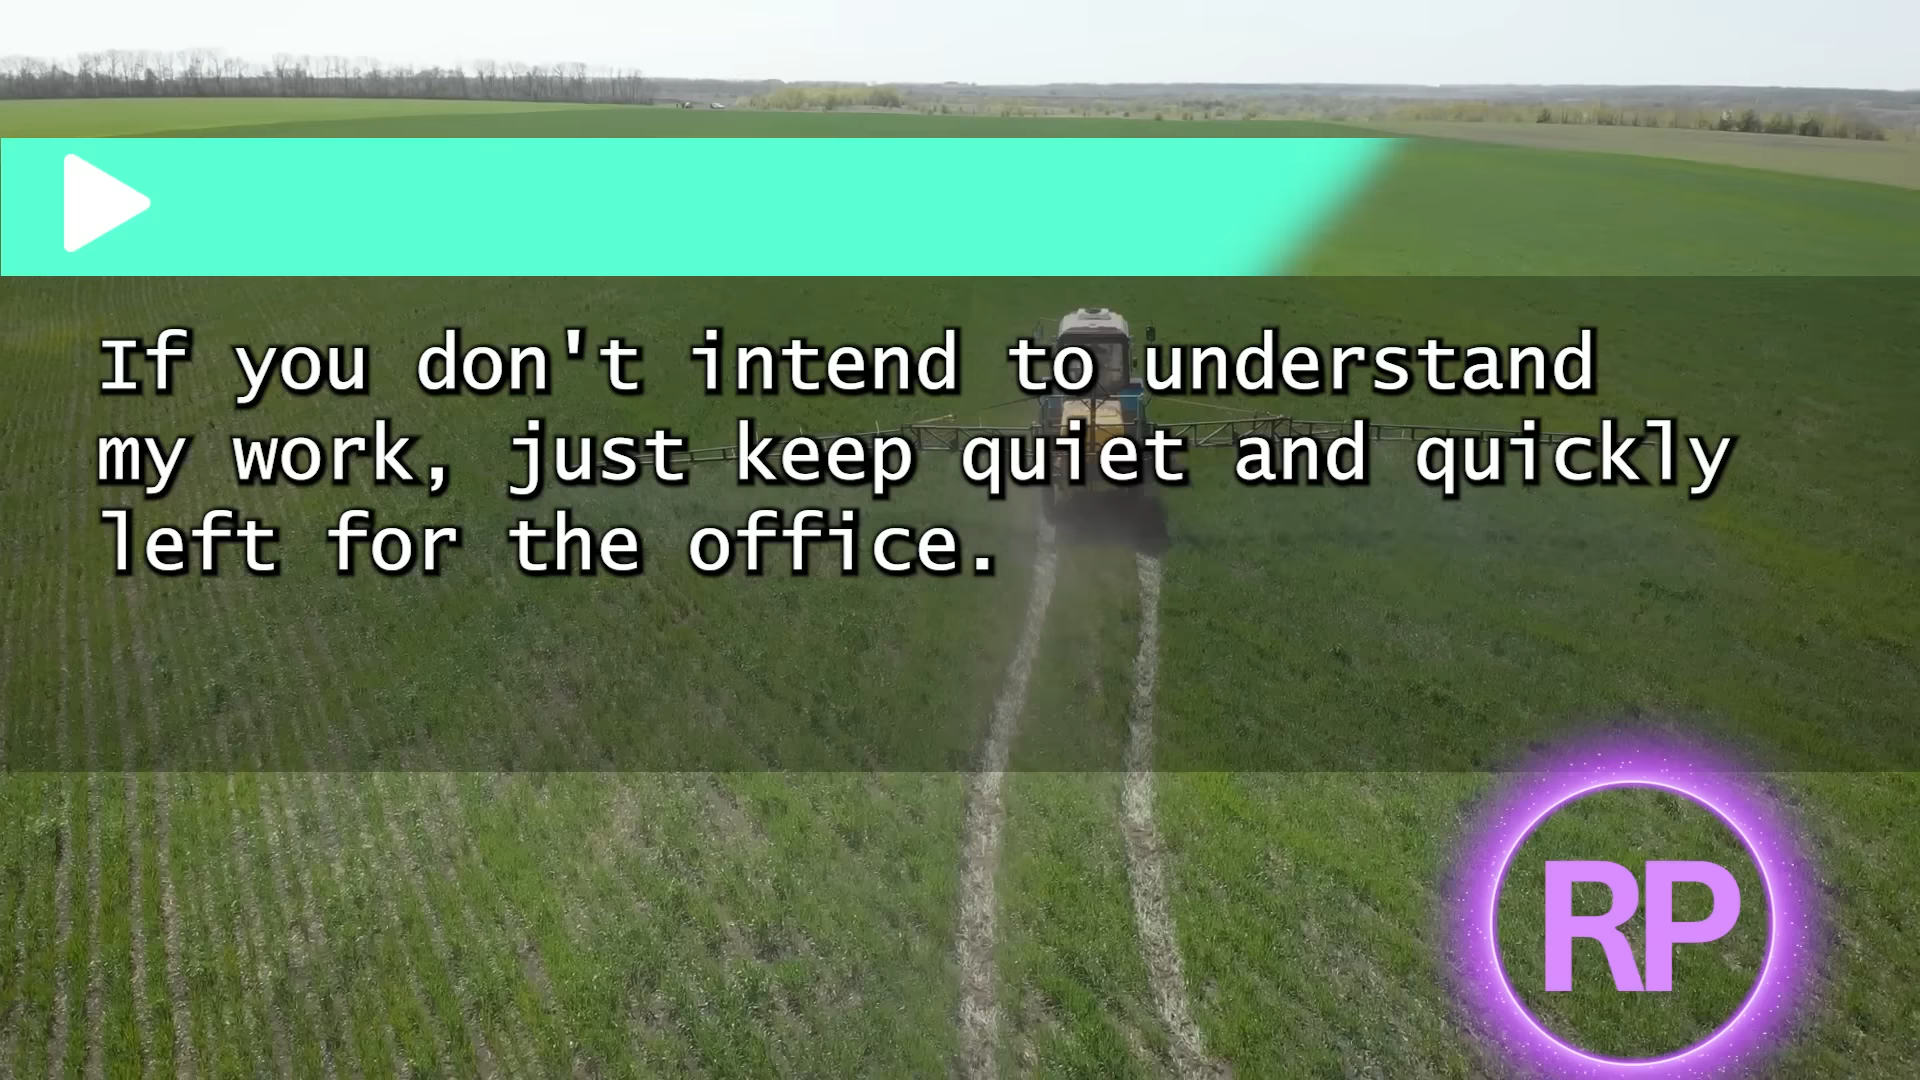 If you don't intend to understand
my work, just keep quiet and quickly
left for the office.
RP